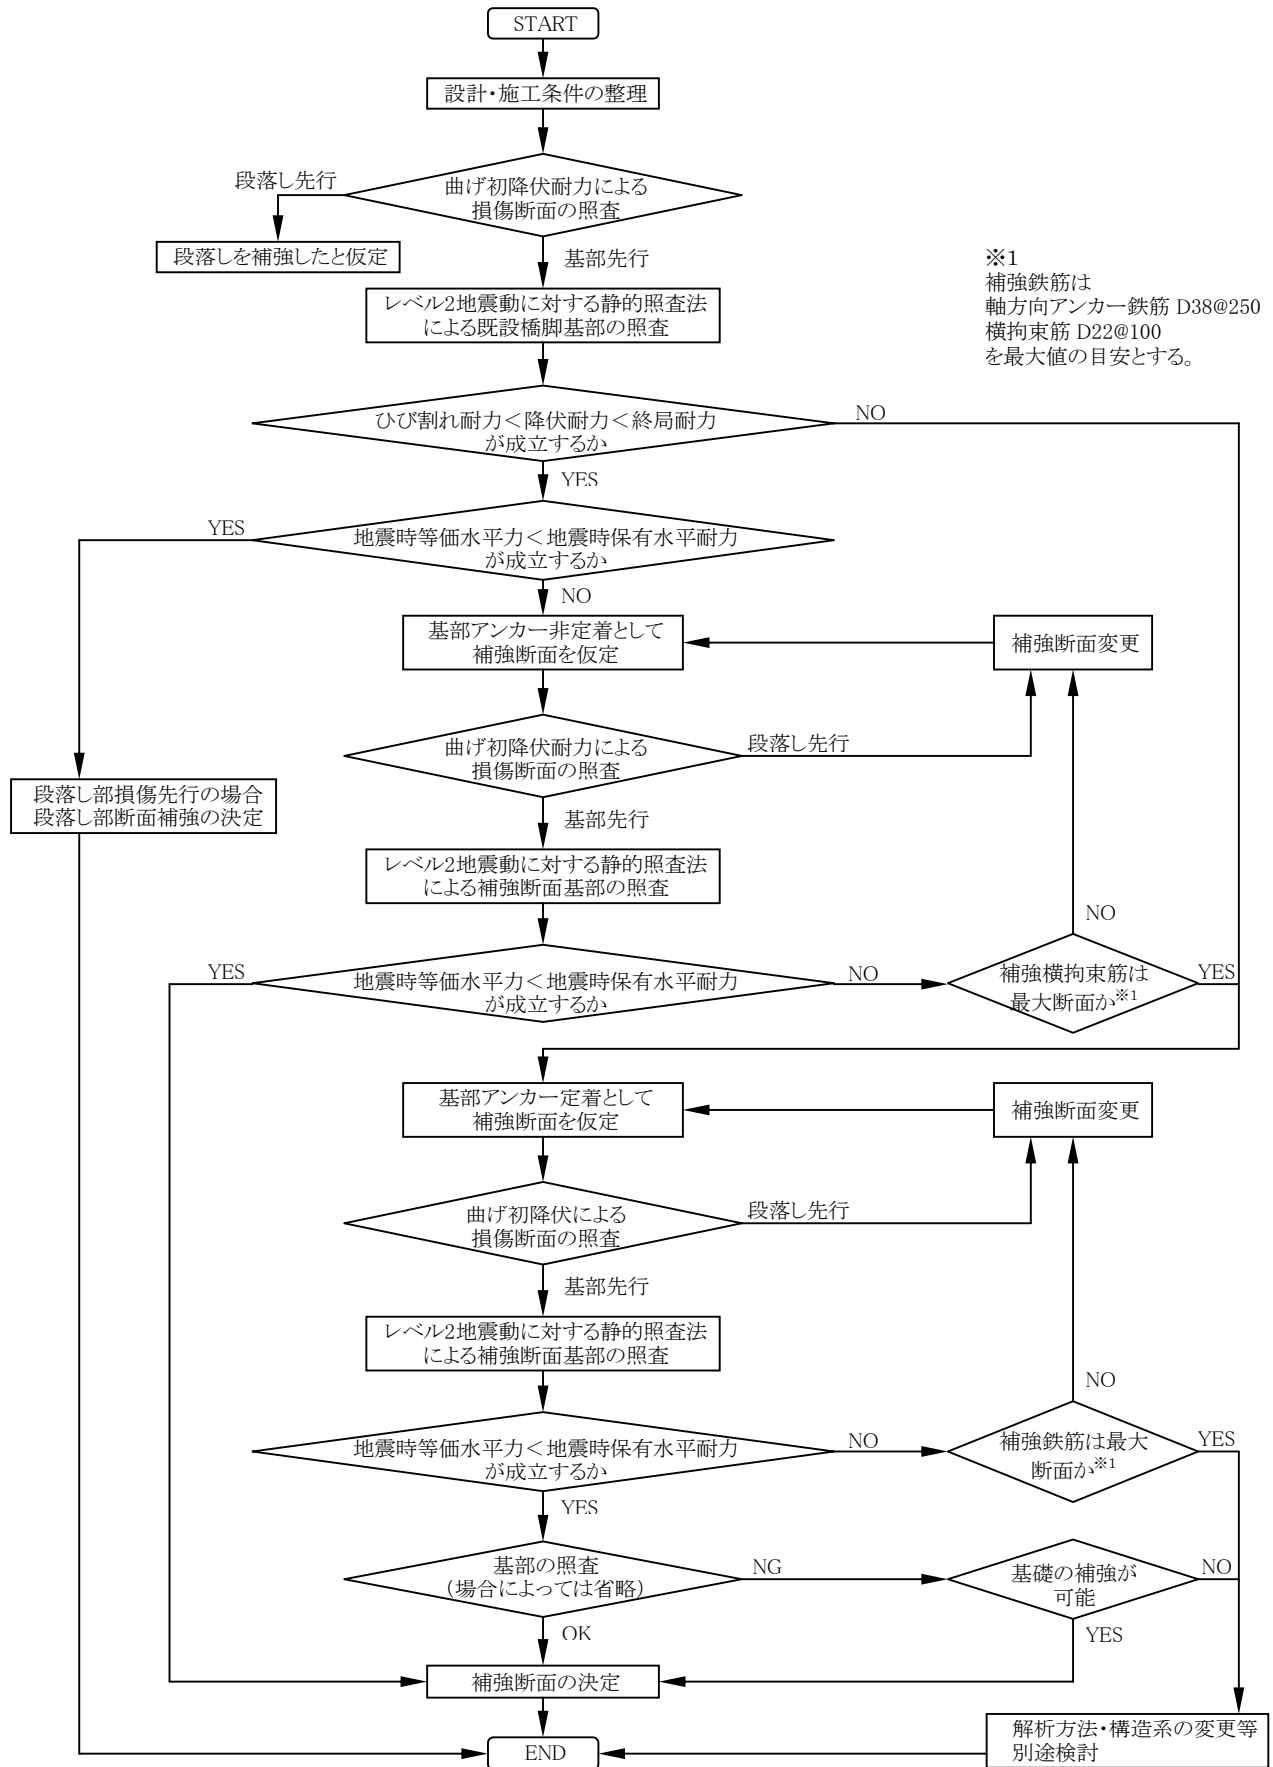 START
設計・施工条件の整理
段落し先行
曲げ初降伏耐力による
損傷断面の照査
段落しを補強したと仮定
基部先行
※1
補強鉄筋は
軸方向アンカー鉄筋 D38@250
横拘束筋 D22@100
を最大値の目安とする。
レベル2地震動に対する静的照査法
による既設橋脚基部の照査
ひび割れ耐力＜降伏耐力＜終局耐力
が成立するか
NO
YES
YES
地震時等価水平力＜地震時保有水平耐力
が成立するか
NO
基部アンカー非定着として
補強断面を仮定
補強断面変更
曲げ初降伏耐力による
損傷断面の照査
段落し先行
段落し部損傷先行の場合
段落し部断面補強の決定
基部先行
レベル2地震動に対する静的照査法
による補強断面基部の照査
NO
YES
地震時等価水平力＜地震時保有水平耐力
が成立するか
NO
補強横拘束筋は
最大断面か※1
YES
基部アンカー定着として
補強断面を仮定
補強断面変更
曲げ初降伏による
損傷断面の照査
段落し先行
基部先行
レベル2地震動に対する静的照査法
による補強断面基部の照査
NO
地震時等価水平力＜地震時保有水平耐力
が成立するか
NO
補強鉄筋は最大
断面か※1
YES
YES
基部の照査
（場合によっては省略）
NG
基礎の補強が
可能
NO
OK
YES
補強断面の決定
解析方法・構造系の変更等
別途検討
END